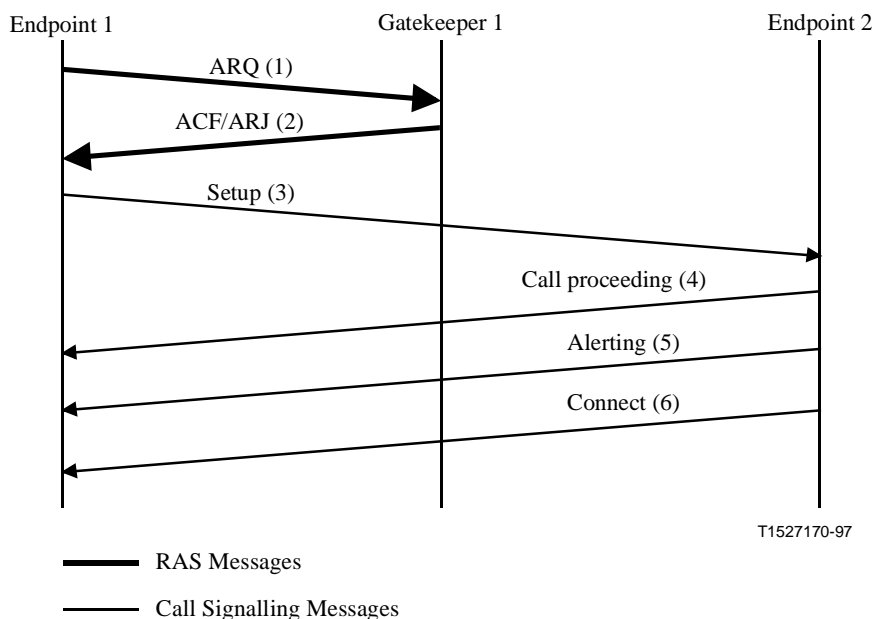 Endpoint 1
Gatekeeper 1
Endpoint 2
ARQ (1)
ACF/ARJ (2)
Setup (3)
Call proceeding (4)
Alerting (5)
Connect (6)
T1527170-97
RAS Messages
Call Signalling Messages